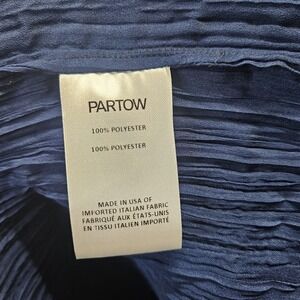 PARTOW
100% POLYESTER
100% POLYESTER
MADE IN USA OF
IMPORTED ITALIAN FABRIC
FABRIQUÉ AUX ÉTATS-UNIS
EN TISSU ITALIEN IMPORTÉ